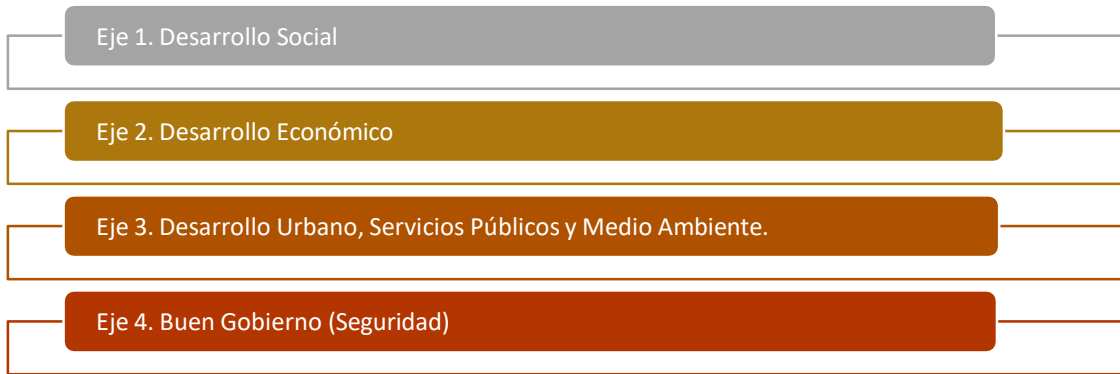 Eje 1. Desarrollo Social
Eje 2. Desarrollo Económico
Eje 3. Desarrollo Urbano, Servicios Públicos y Medio Ambiente.
Eje 4. Buen Gobierno (Seguridad)